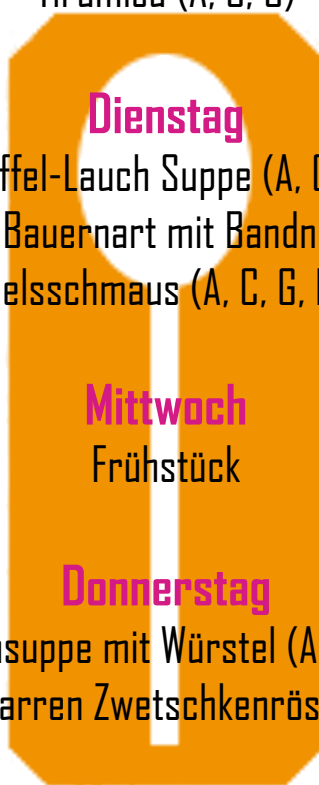 Dienstag
ffel-Lauch Suppe (A,
Bauernart mit Bandn
elsschmaus (A, C, G,
Mittwoch
Frühstück
Donnerstag
suppe mit Würstel (A
arren Zwetschkenrös